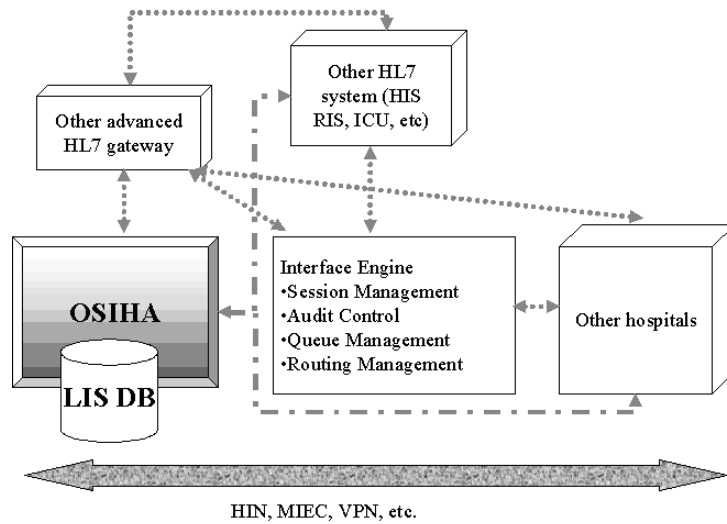 Other HL7
system (HIS
RIS, ICU, etc)
Other advanced
HL7 gateway
OSIHA
LIS DB
Interface Engine
•Session Management
•Audit Control
•Queue Management
•Routing Management
Other hospitals
HIN, MIEC, VPN, etc.